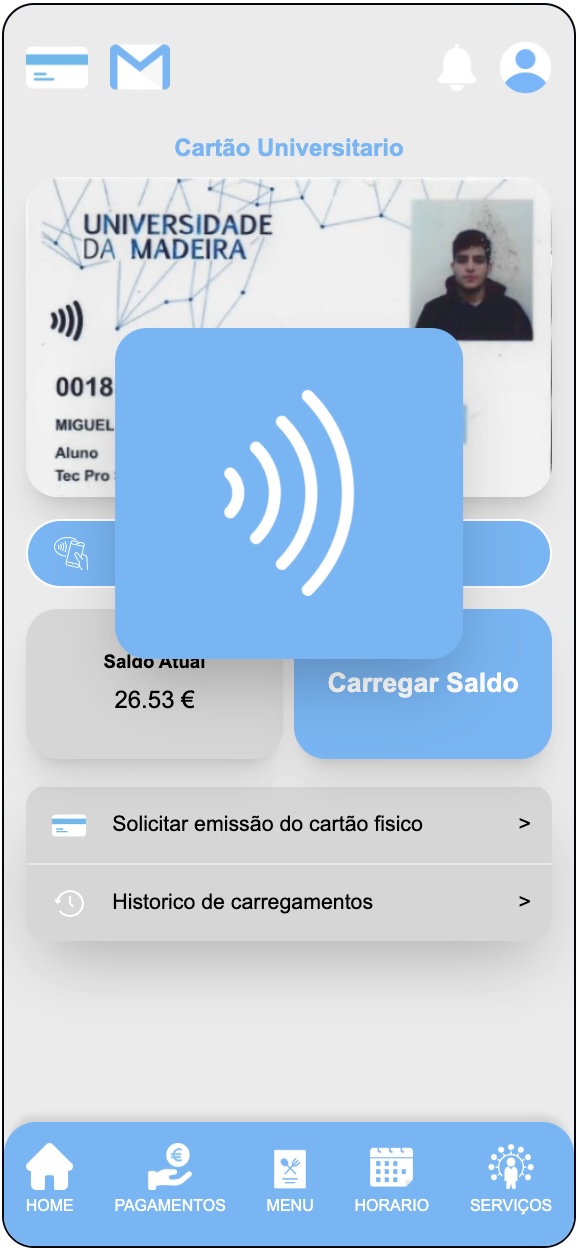 Cartão Universitario
UNIVERSIDADE
DA MADEIRA
0018
MIGUEL
Aluno
Tec Pro
Saldo Atual
26.53 €
Carregar Saldo
Solicitar emissão do cartão fisico >
Historico de carregamentos >
HOME PAGAMENTOS MENU HORARIO SERVIÇOS